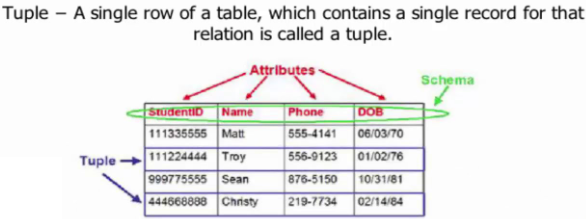 Tuple − A single row of a table, which contains a single record for that
relation is called a tuple.
Attributes
Schema
StudentID Name Phone DOB
111335555 Matt 555-4141 06/03/70
Tuple
111224444 Troy 556-9123 01/02/76
999775555 Sean 876-5150 10/31/81
444668888 Christy 219-7734 02/14/84